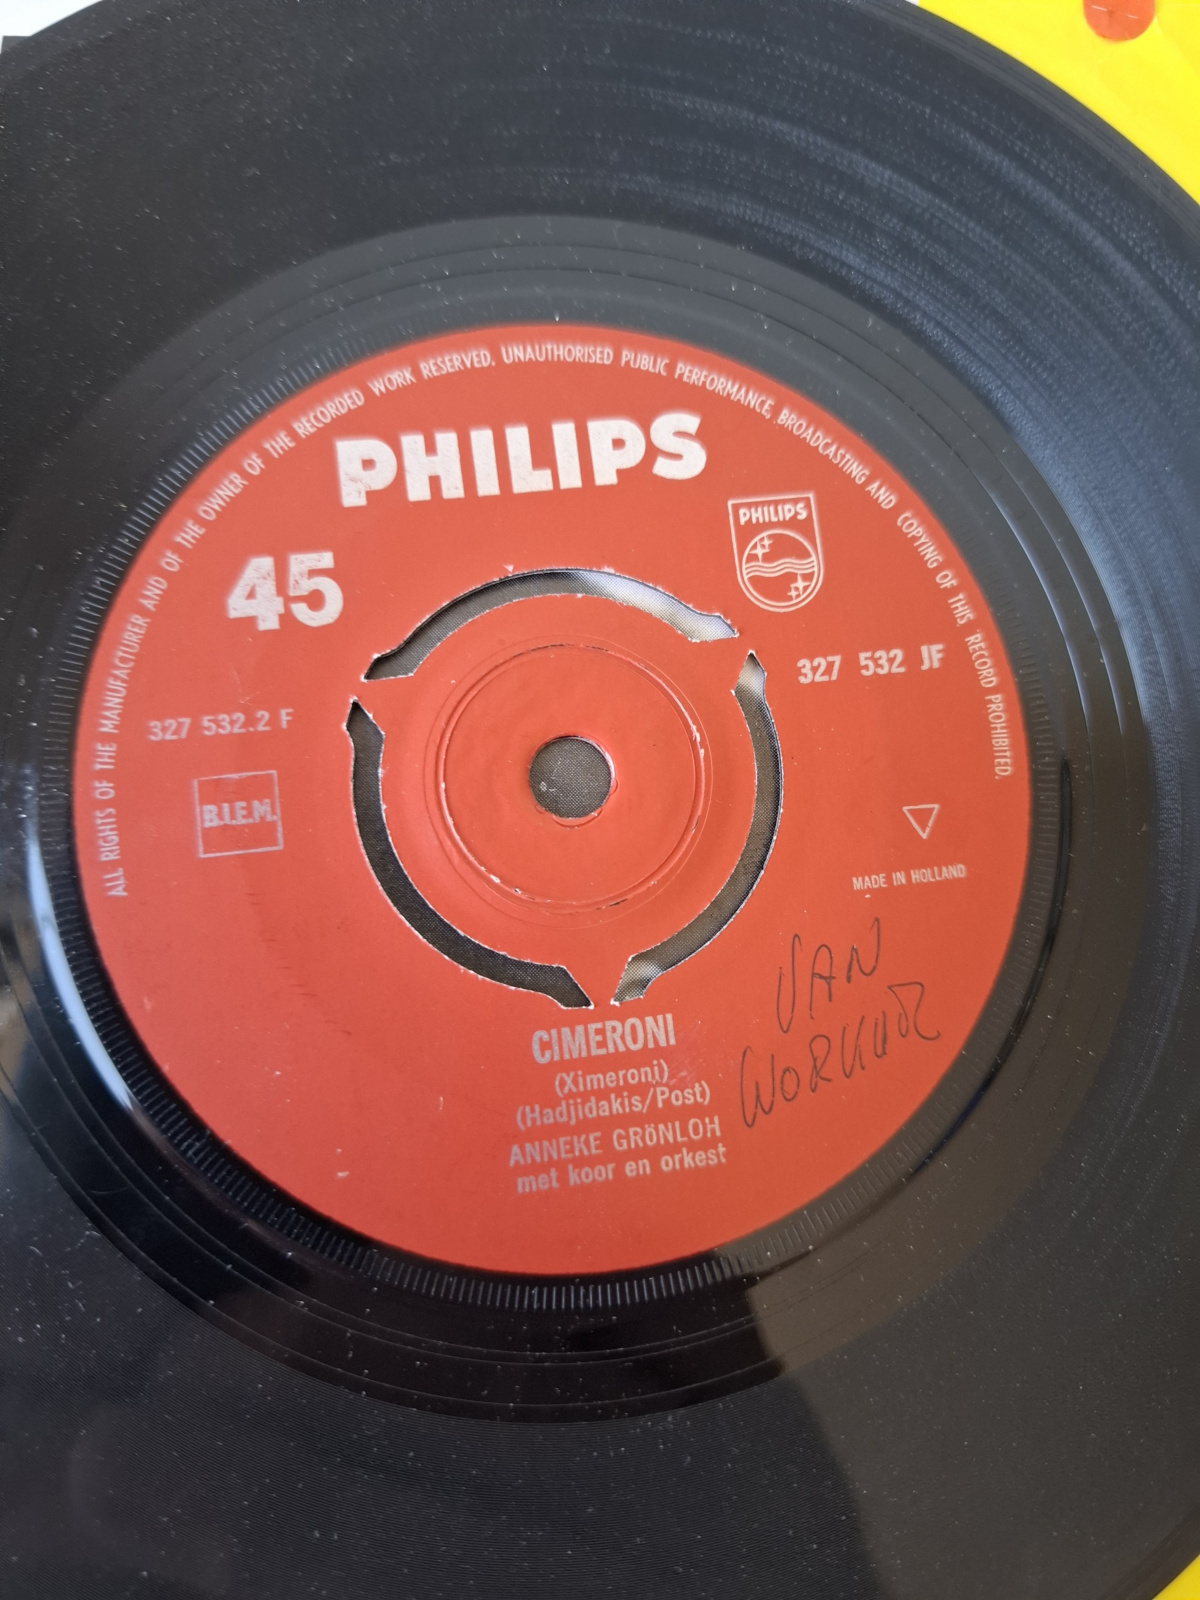 ALL RIGHTS OF THE MANUFACTURER AND OF THE OWNER OF THE RECORDED WORK RESERVED. UNAUTHORISED PUBLIC PERFORMANCE, BROADCASTING AND COPYING OF THIS RECORD PROHIBITED.
PHILIPS
PHILIPS
45
327 532 JF
327 532.2 F
B.I.E.M.
MADE IN HOLLAND
VAN
CIMERONI
(Ximeroni)
(Hadjidakis/Post)
ANNEKE GRöNLOH
met koor en orkest